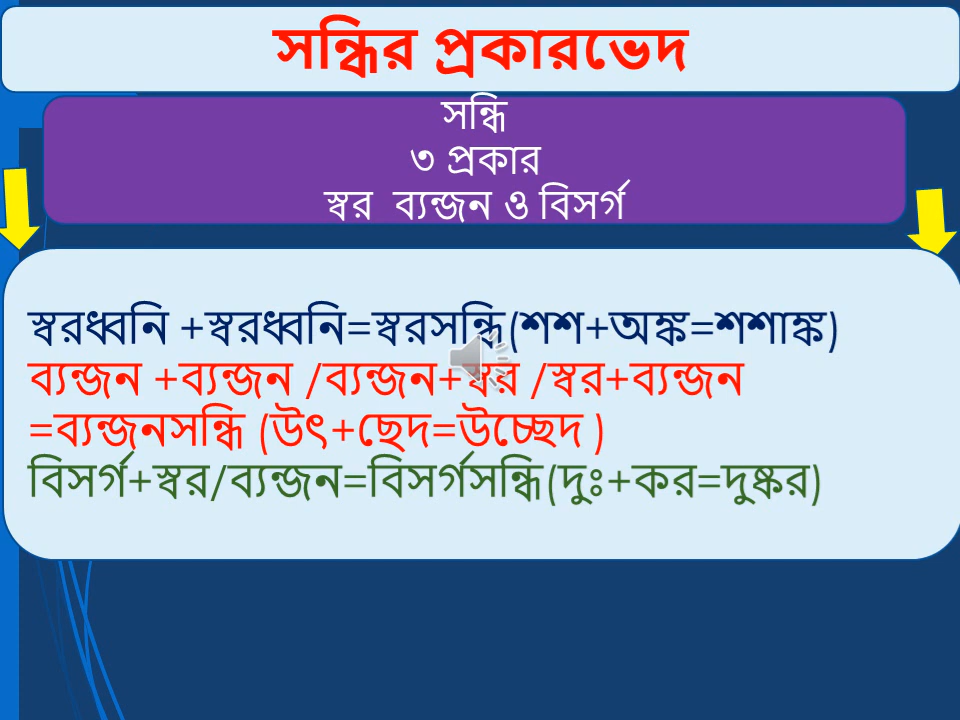 সন্ধির প্রকারভেদ
সন্ধি
৩ প্রকার
স্বর ব্যন্জন ও বিসর্গ
স্বরধ্বনি +স্বরধ্বনি=স্বরসন্ধি(শশ+অঙ্ক=শশাঙ্ক)
ব্যন্জন +ব্যন্জন /ব্যন্জন+স্বর /স্বর+ব্যন্জন
=ব্যন্জনসন্ধি (উৎ+ছেদ=উচ্ছেদ )
বিসর্গ+স্বর/ব্যন্জন=বিসর্গসন্ধি(দুঃ+কর=দুষ্কর)